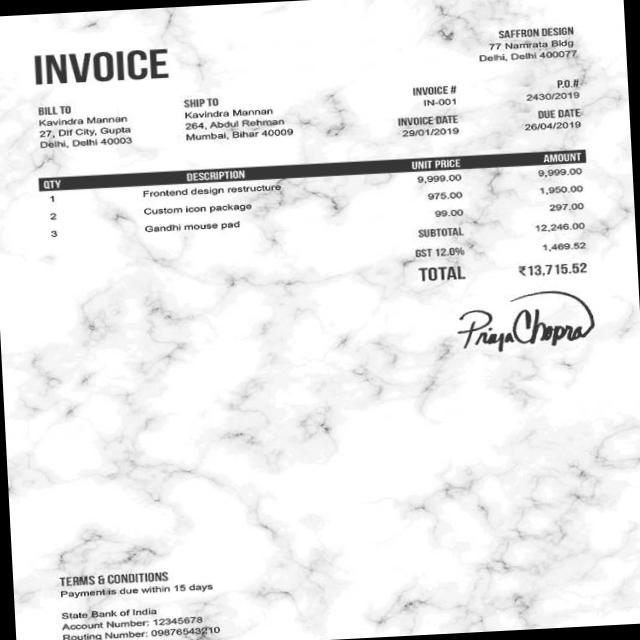 SAFFRON DESIGN
77 Namrata Bldg
Delhi, Delhi 400077
INVOICE
BILL TO
Kavindra Mannan
27, Dlf City, Gupta
Delhi, Delhi 40003
SHIP TO
Kavindra Mannan
264, Abdul Rehman
Mumbai, Bihar 40009
INVOICE #
IN-001
INVOICE DATE
29/01/2019
P.O.#
2430/2019
DUE DATE
26/04/2019
QTY DESCRIPTION UNIT PRICE AMOUNT
1 Frontend design restructure 9,999.00 9,999.00
2 Custom icon package 975.00 1,950.00
3 Gandhi mouse pad 99.00 297.00
SUBTOTAL 12,246.00
GST 12.0% 1,469.52
TOTAL ₹13,715.52
Priya Chopra
TERMS & CONDITIONS
Payment is due within 15 days
State Bank of India
Account Number: 12345678
Routing Number: 09876543210